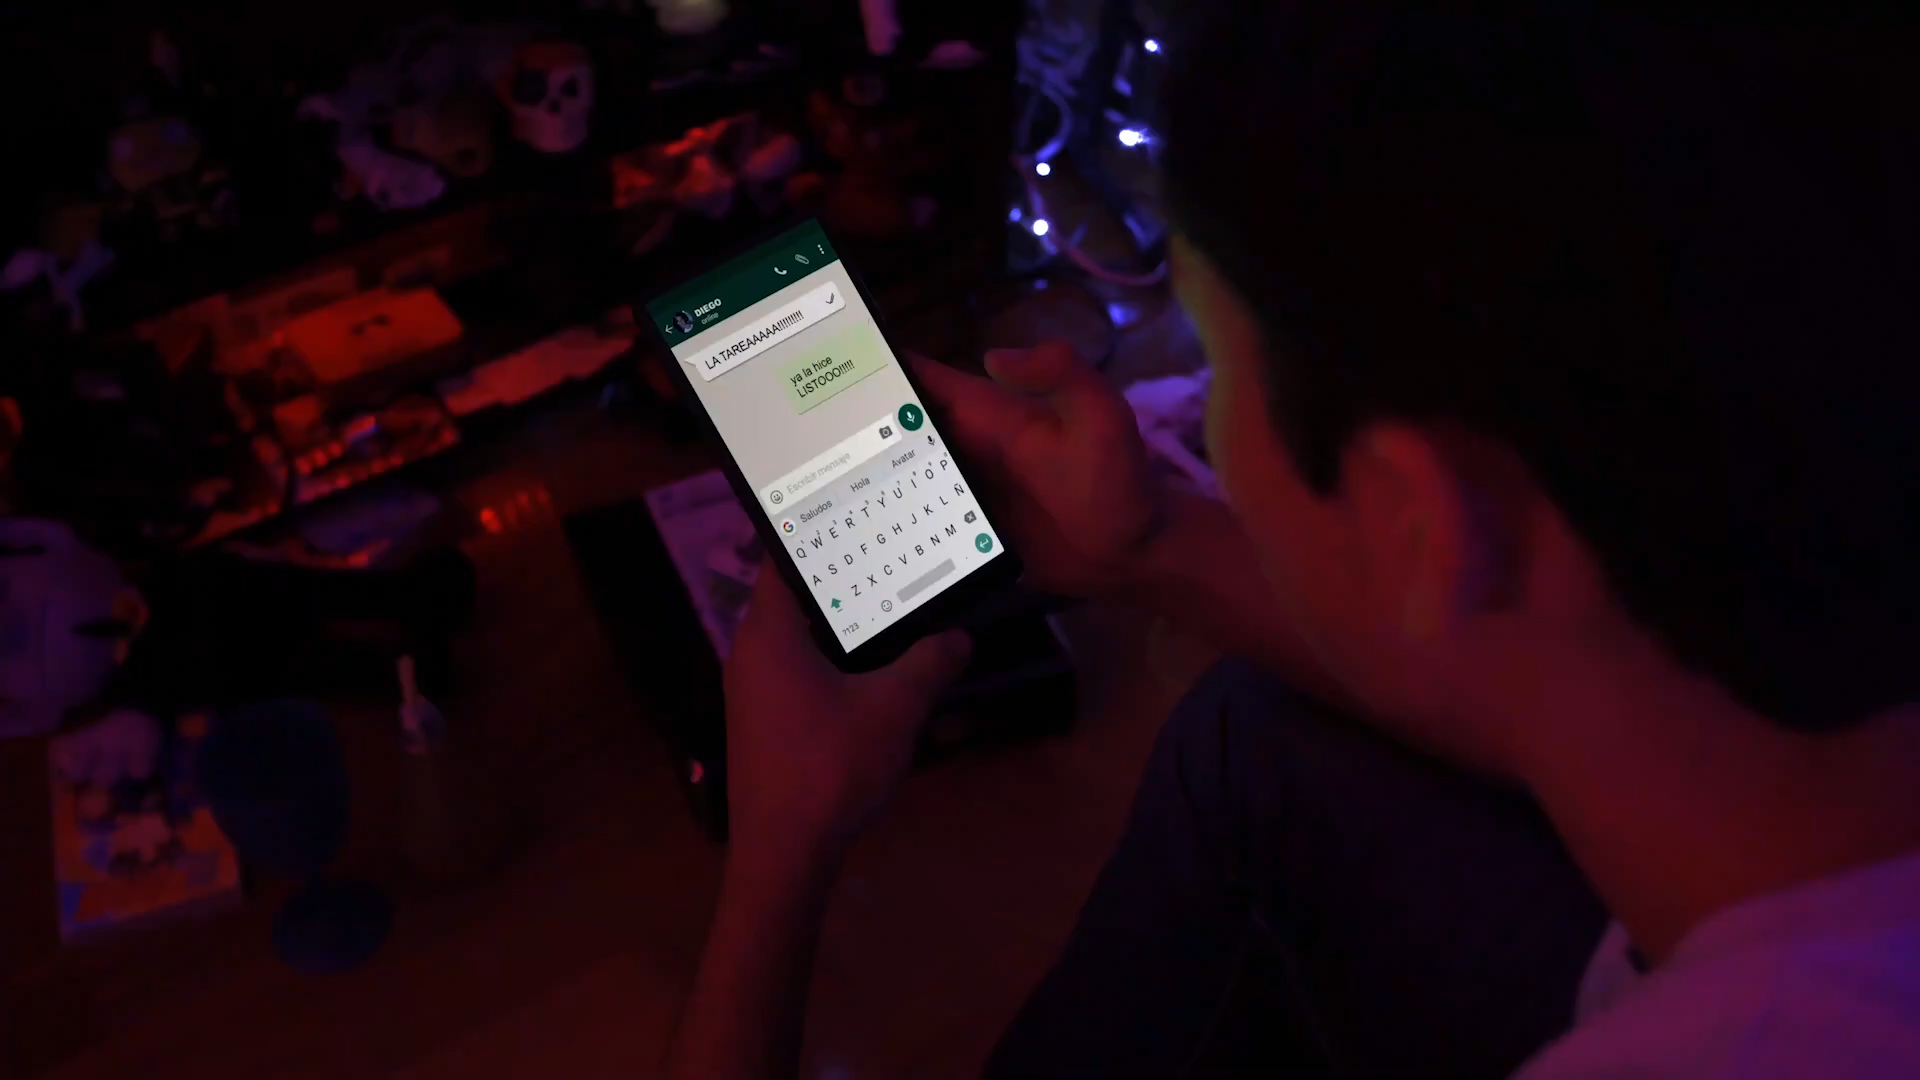 DIEGO
online
LA TAREAAAAA!!!!!!!!!
ya la hice
LISTOOO!!!!!
Escribir mensaje
Saludos Hola Avatar
Q W E R T Y U I O P
A S D F G H J K L Ñ
Z X C V B N M
?123 , .